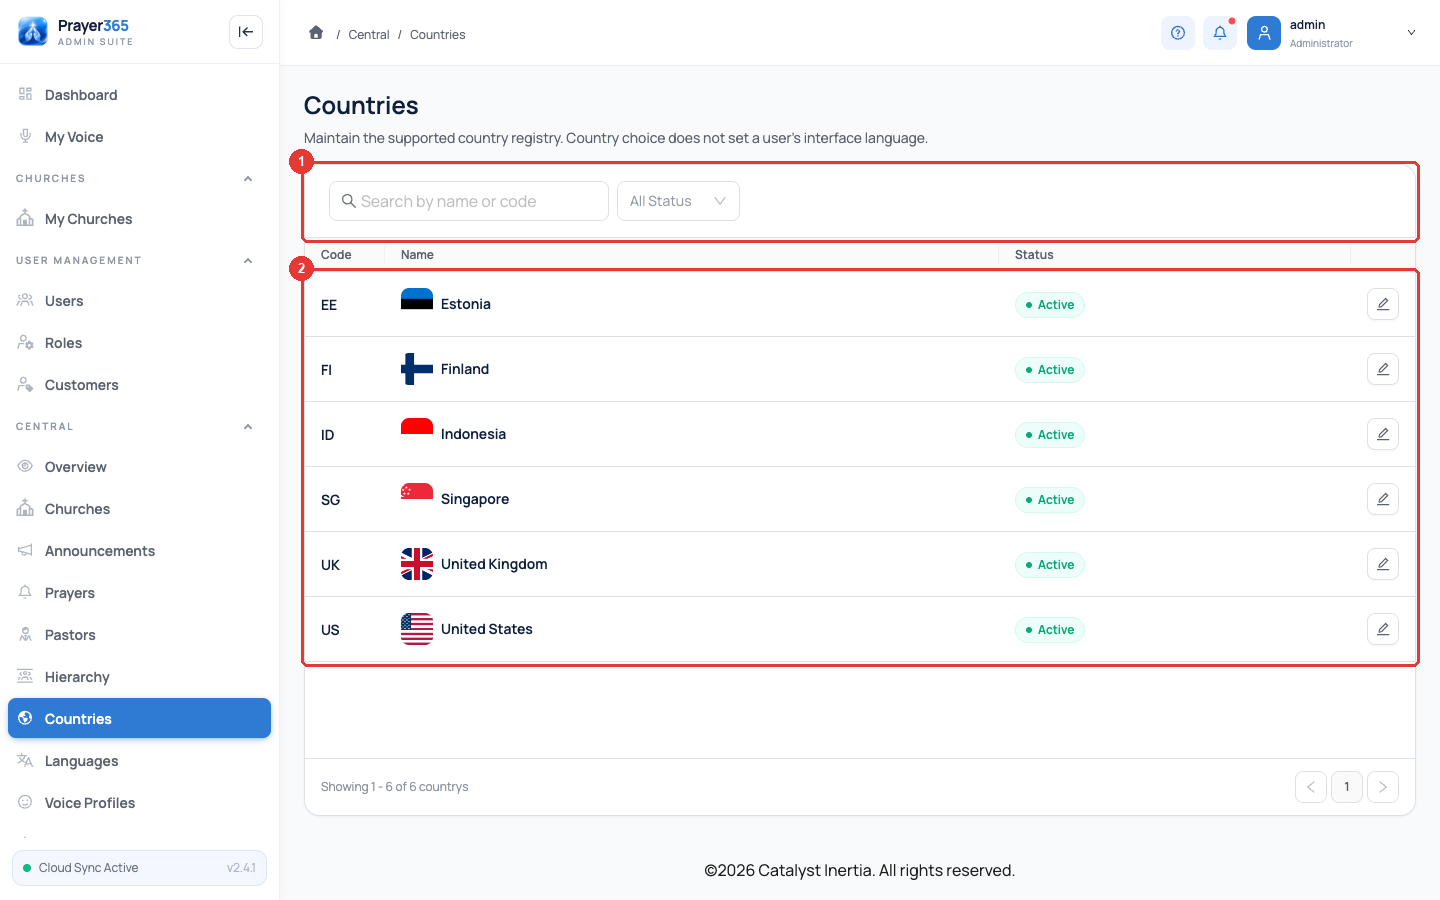 Prayer365
ADMIN SUITE
/ Central / Countries
admin
Administrator
Dashboard
My Voice
CHURCHES
My Churches
USER MANAGEMENT
Users
Roles
Customers
CENTRAL
Overview
Churches
Announcements
Prayers
Pastors
Hierarchy
Countries
Languages
Voice Profiles
Cloud Sync Active v2.4.1
Countries
Maintain the supported country registry. Country choice does not set a user's interface language.
1
Search by name or code All Status
Code Name Status
2
EE Estonia Active
FI Finland Active
ID Indonesia Active
SG Singapore Active
UK United Kingdom Active
US United States Active
Showing 1 - 6 of 6 countrys 1
©2026 Catalyst Inertia. All rights reserved.